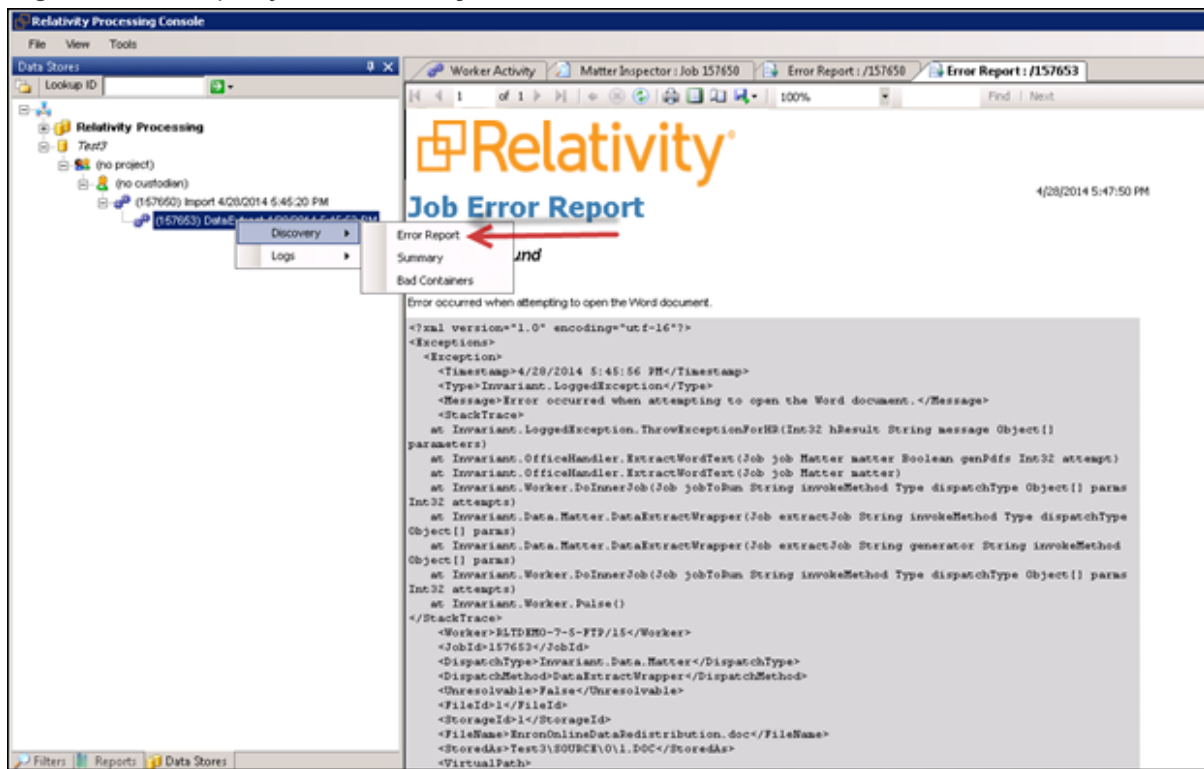 Relativity Processing Console
File View Tools
Data Stores
Lookup ID
Relativity Processing
Test3
(no project)
(no custodian)
(157650) Import 4/28/2014 5:45:20 PM
(157653) DataExtract 4/28/2014 PM
Discovery
Logs
Error Report
Summary
Bad Containers
Filters Reports Data Stores
Worker Activity Matter Inspector : Job 157650 Error Report : /157650 Error Report : /157653
1 of 1 100% Find | Next
Relativity
4/28/2014 5:47:50 PM
Job Error Report
und
Error occurred when attempting to open the Word document.
<?xml version="1.0" encoding="utf-16"?>
<Exceptions>
<Exception>
<Timestamp>4/28/2014 5:45:56 PM</Timestamp>
<Type>Invariant.LoggedException</Type>
<Message>Error occurred when attempting to open the Word document.</Message>
<StackTrace>
at Invariant.LoggedException.ThrowExceptionForHR(Int32 hResult String message Object[]
parameters)
at Invariant.OfficeHandler.ExtractWordText(Job job Matter matter Boolean genPdfs Int32 attempt)
at Invariant.OfficeHandler.ExtractWordText(Job job Matter matter)
at Invariant.Worker.DoInnerJob(Job jobToRun String invokeMethod Type dispatchType Object[] parms
Int32 attempts)
at Invariant.Data.Matter.DataExtractWrapper(Job extractJob String invokeMethod Type dispatchType
Object[] parms)
at Invariant.Data.Matter.DataExtractWrapper(Job extractJob String generator String invokeMethod
Object[] parms)
at Invariant.Worker.DoInnerJob(Job jobToRun String invokeMethod Type dispatchType Object[] parms
Int32 attempts)
at Invariant.Worker.Pulse()
</StackTrace>
<Worker>RLTDEMO-7-5-FTP/15</Worker>
<JobId>157653</JobId>
<DispatchType>Invariant.Data.Matter</DispatchType>
<DispatchMethod>DataExtractWrapper</DispatchMethod>
<Unresolvable>False</Unresolvable>
<FileId>1</FileId>
<StorageId>1</StorageId>
<FileName>EnronOnlineDataRedistribution.doc</FileName>
<StoredAs>Test3\SOURCE\0\1.DOC</StoredAs>
<VirtualPath>